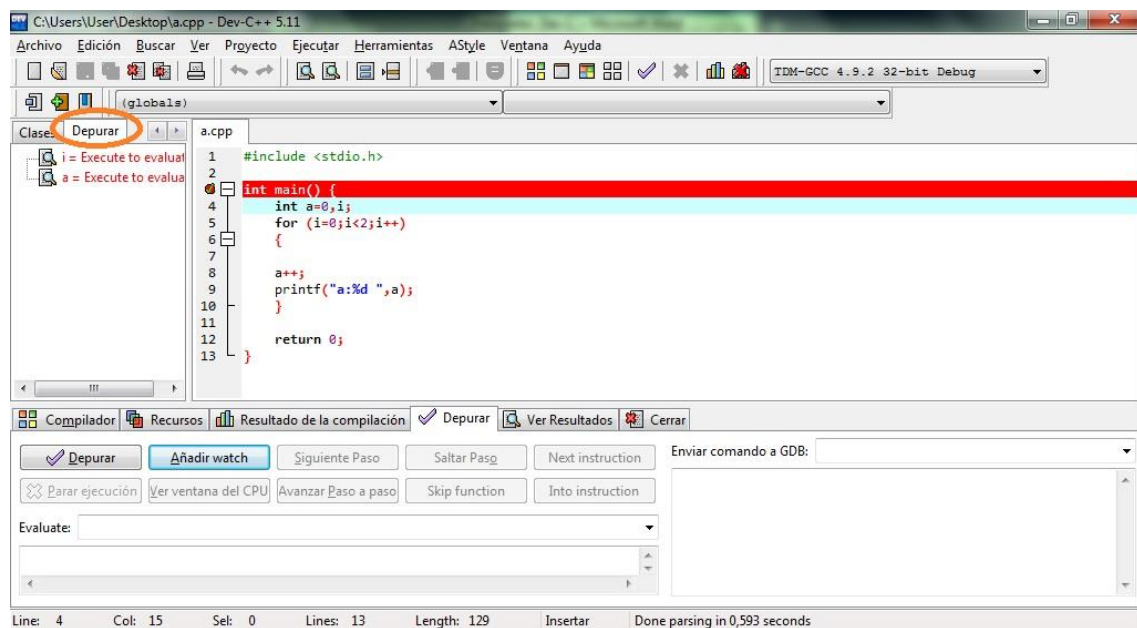 C:\Users\User\Desktop\a.cpp - Dev-C++ 5.11
Archivo Edición Buscar Ver Proyecto Ejecutar Herramientas AStyle Ventana Ayuda
TDM-GCC 4.9.2 32-bit Debug
(globals)
Clases Depurar a.cpp
i = Execute to evaluat
a = Execute to evalua
1 #include <stdio.h>
2
int main() {
4 int a=0,i;
5 for (i=0;i<2;i++)
6 {
7
8 a++;
9 printf("a:%d ",a);
10 }
11
12 return 0;
13 }
Compilador Recursos Resultado de la compilación Depurar Ver Resultados Cerrar
Depurar Añadir watch Siguiente Paso Saltar Paso Next instruction Enviar comando a GDB:
Parar ejecución Ver ventana del CPU Avanzar Paso a paso Skip function Into instruction
Evaluate:
Line: 4 Col: 15 Sel: 0 Lines: 13 Length: 129 Insertar Done parsing in 0,593 seconds